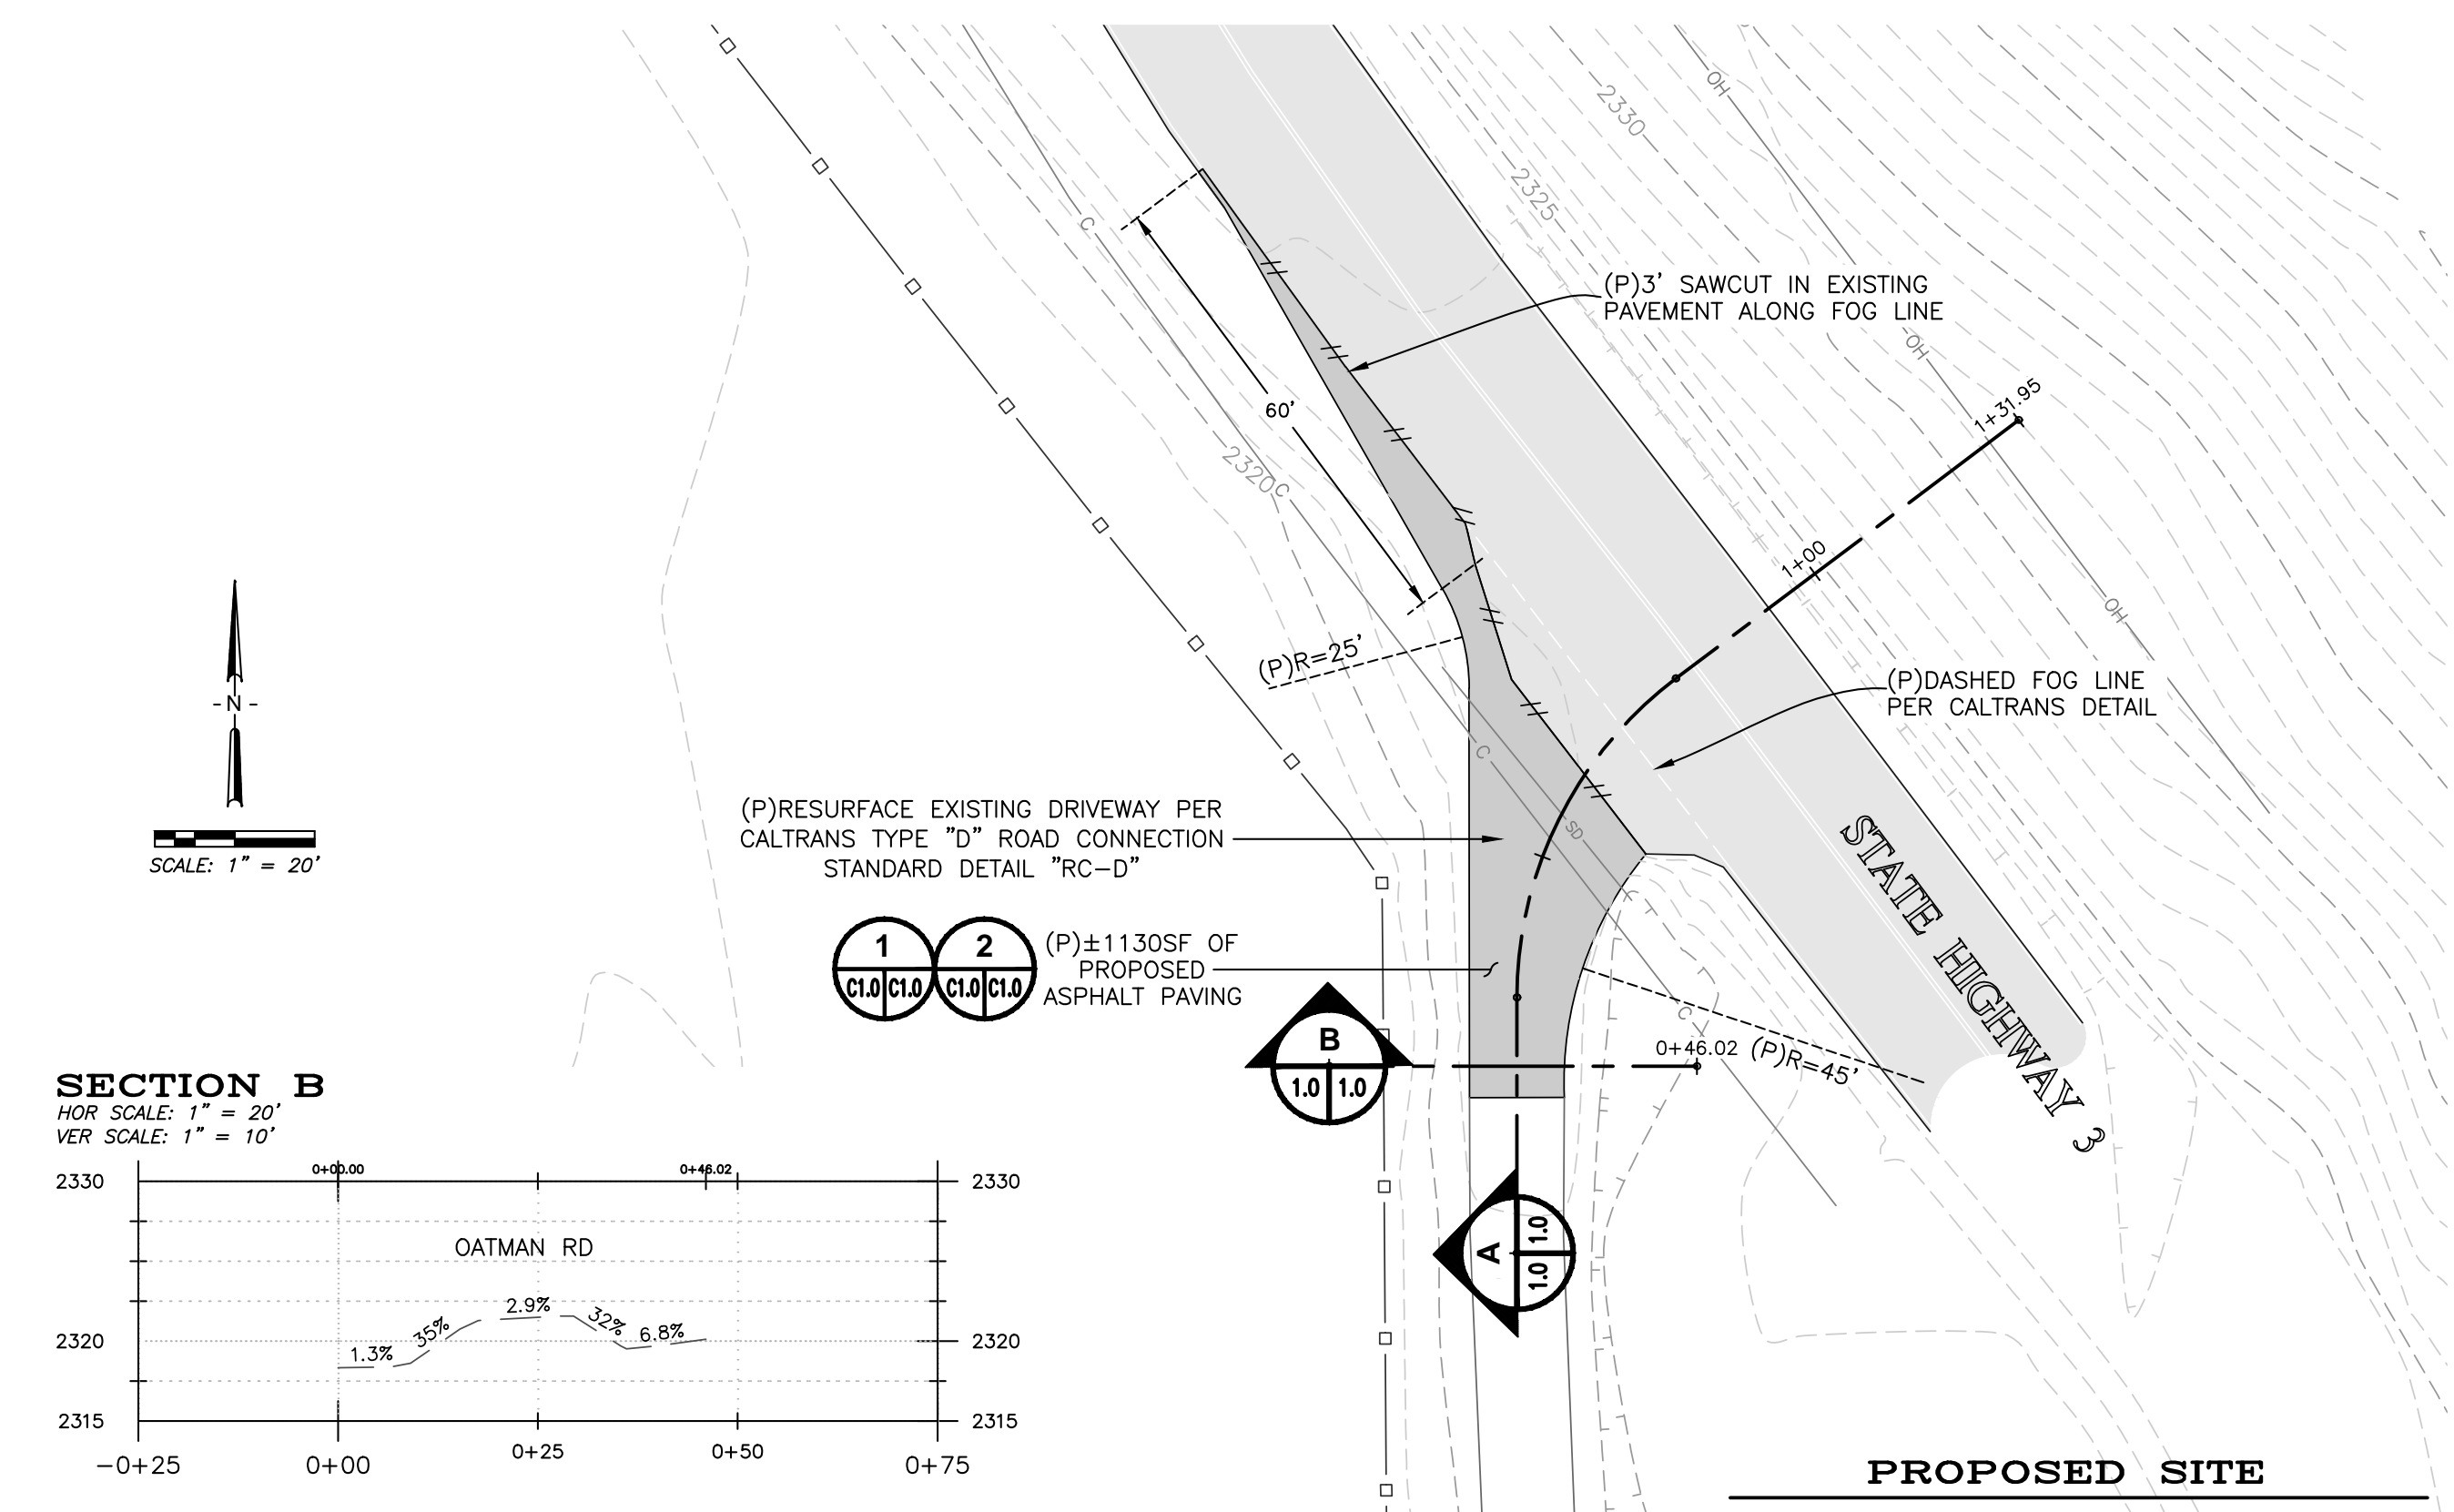 2330
OH
2325
C
(P)3' SAWCUT IN EXISTING
PAVEMENT ALONG FOG LINE
OH
1+31.95
60'
2320
C
1+00
OH
(P)R=25'
(P)DASHED FOG LINE
PER CALTRANS DETAIL
- N -
C
SD
(P)RESURFACE EXISTING DRIVEWAY PER
CALTRANS TYPE "D" ROAD CONNECTION
STANDARD DETAIL "RC-D"
SCALE: 1" = 20'
STATE HIGHWAY 3
1
C1.0 C1.0
2
C1.0 C1.0
(P)±1130SF OF
PROPOSED
ASPHALT PAVING
C
B
1.0 1.0
0+46.02
(P)R=45'
A
1.0 1.0
SECTION B
HOR SCALE: 1" = 20'
VER SCALE: 1" = 10'
0+00.00
0+46.02
2330
2330
OATMAN RD
2.9%
32%
35%
6.8%
1.3%
2320
2320
2315
2315
-0+25
0+00
0+25
0+50
0+75
PROPOSED SITE